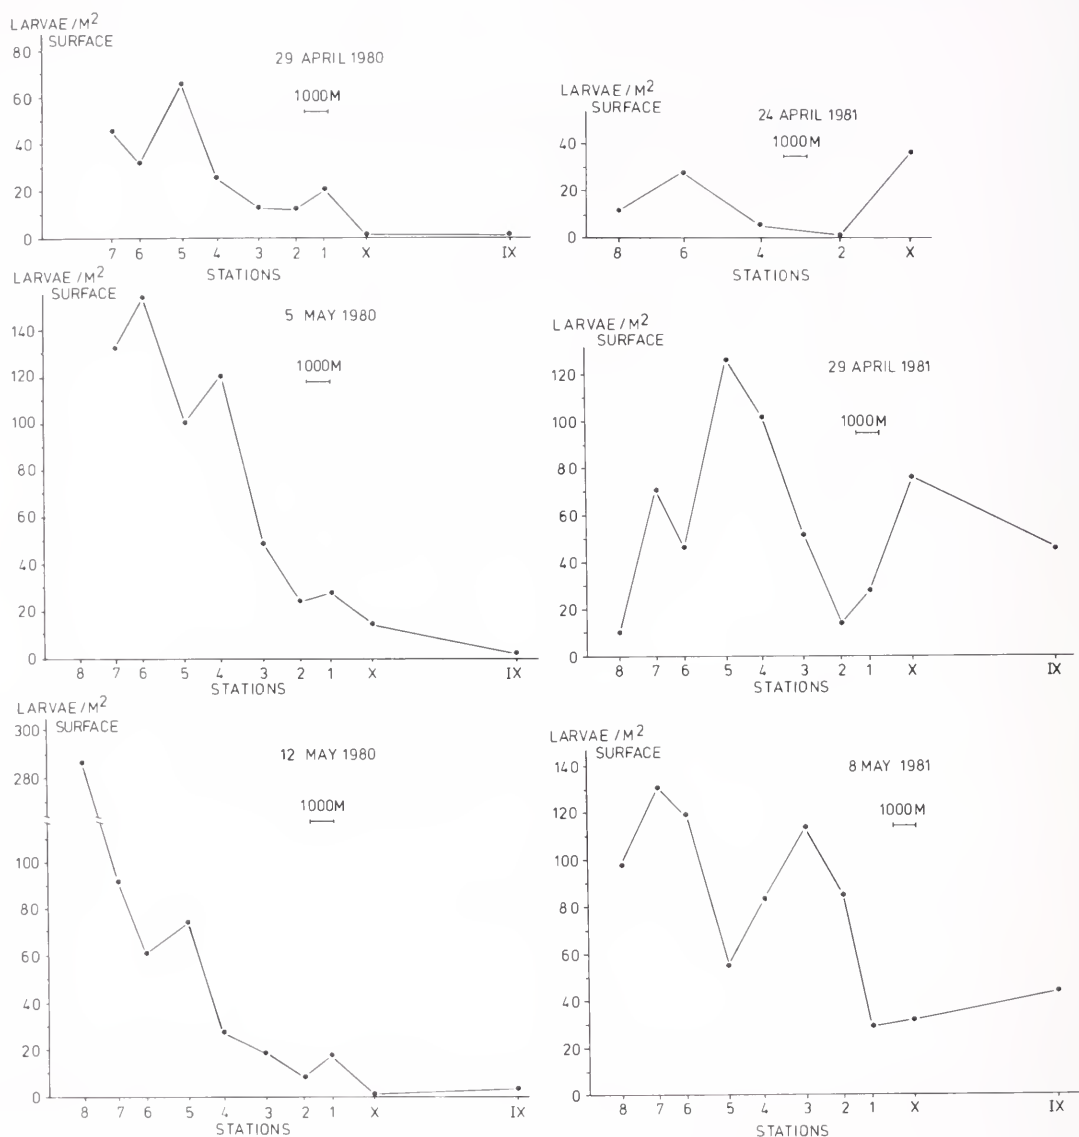 LARVAE/M2
SURFACE
29 APRIL 1980
1000M
80
60
40
20
0
7 6 5 4 3 2 1 X IX
STATIONS
LARVAE/M2
SURFACE
24 APRIL 1981
1000M
40
20
0
8 6 4 2 X
STATIONS
LARVAE/M2
SURFACE
5 MAY 1980
1000M
140
120
100
80
60
40
20
0
8 7 6 5 4 3 2 1 X IX
STATIONS
LARVAE/M2
SURFACE
29 APRIL 1981
1000M
120
100
80
60
40
20
0
8 7 6 5 4 3 2 1 X IX
STATIONS
LARVAE/M2
SURFACE
12 MAY 1980
1000M
300
280
100
80
60
40
20
0
8 7 6 5 4 3 2 1 X IX
STATIONS
LARVAE/M2
SURFACE
8 MAY 1981
1000M
140
120
100
80
60
40
20
0
8 7 6 5 4 3 2 1 X IX
STATIONS